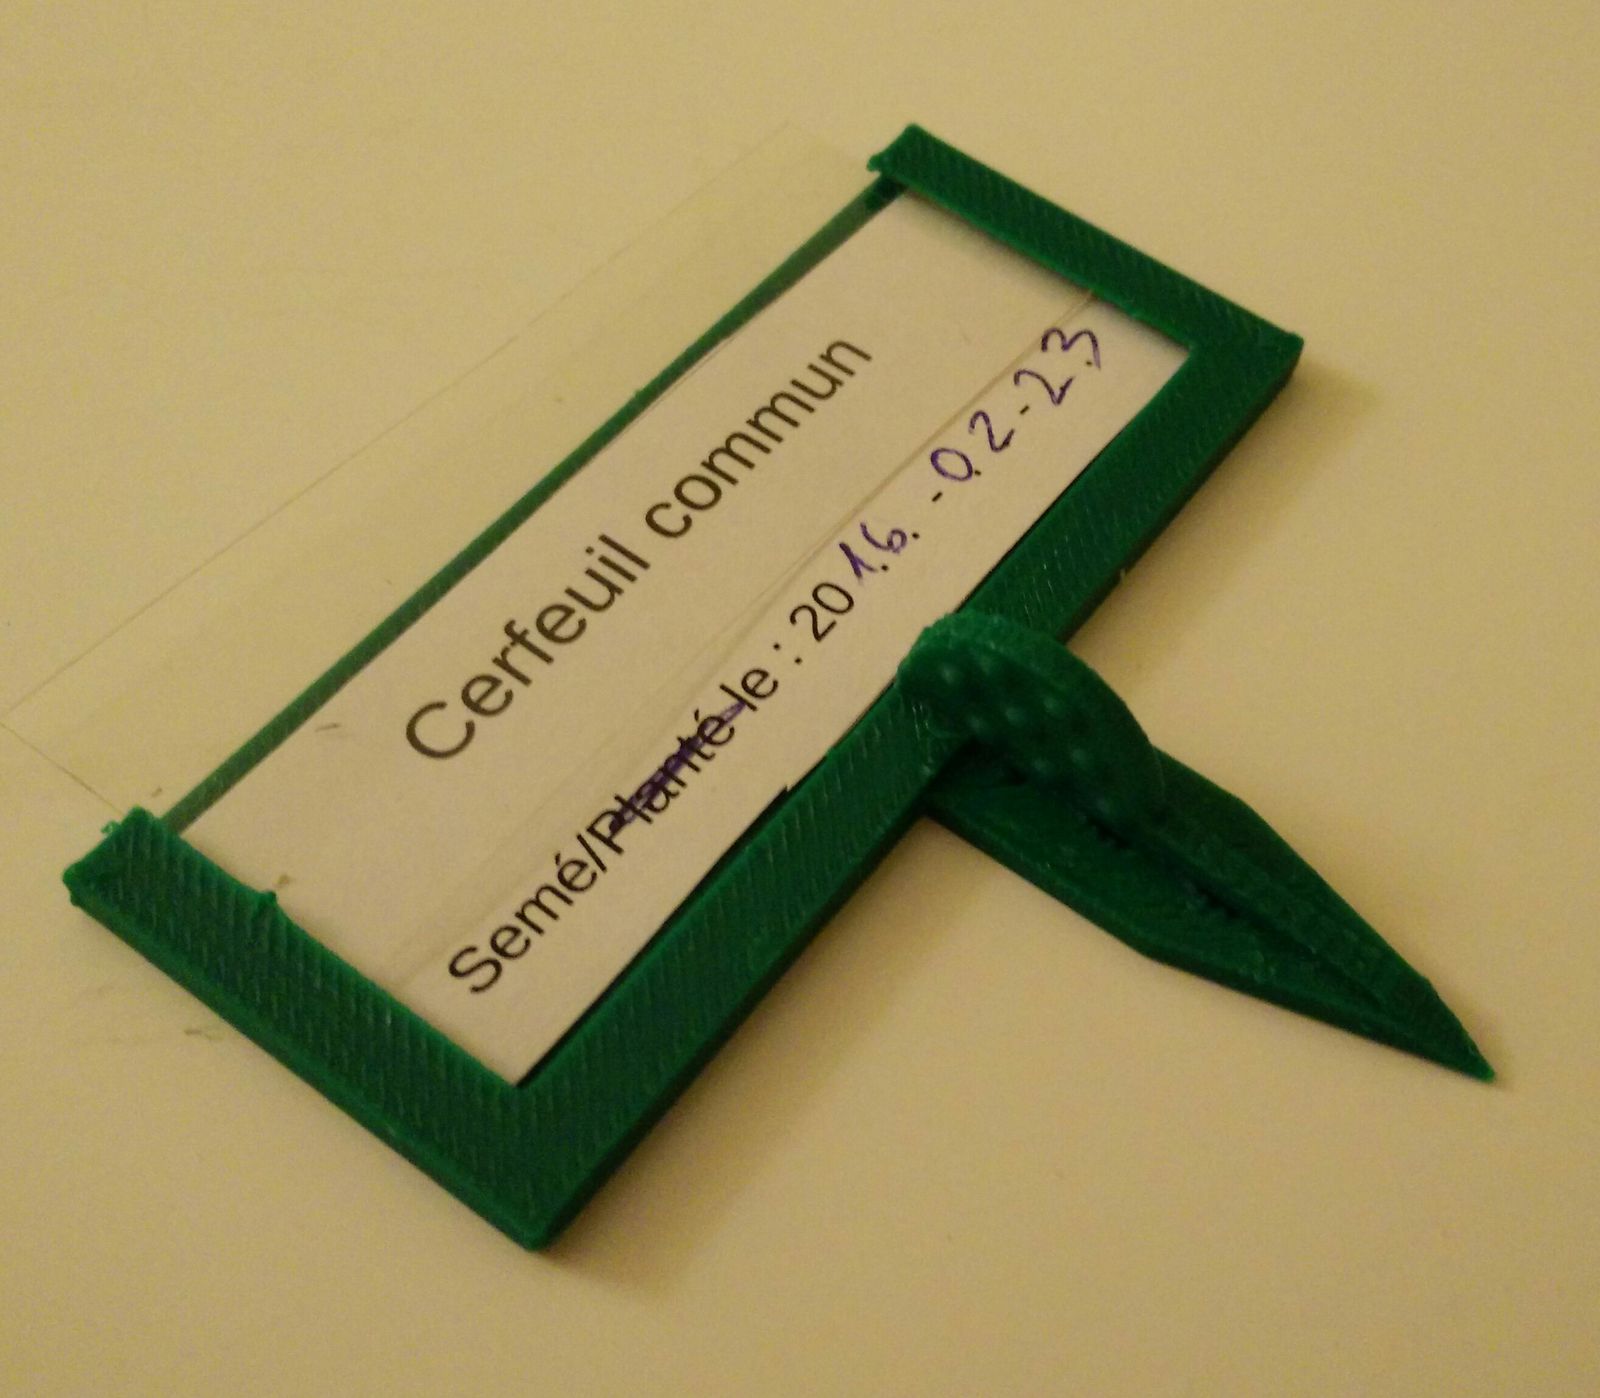 Cerfeuil commun
Semé/Planté le : 2016-02-23